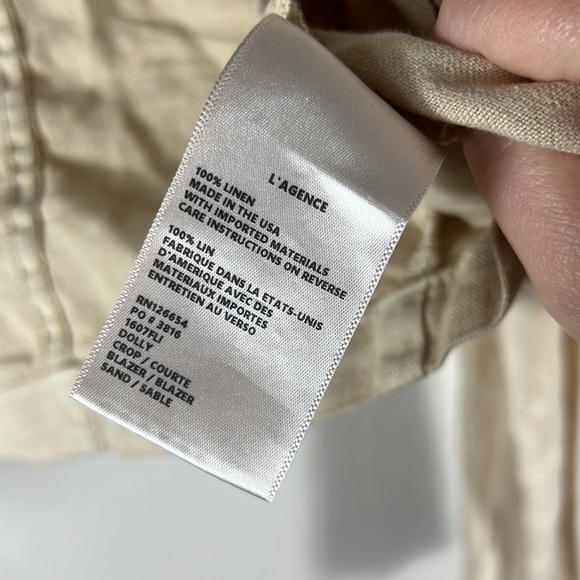 L'AGENCE
100% LINEN
MADE IN THE USA
WITH IMPORTED MATERIALS
CARE INSTRUCTIONS ON REVERSE
100% LIN
FABRIQUE DANS LA ETATS-UNIS
D'AMERIQUE AVEC DES
MATERIAUX IMPORTES
ENTRETIEN AU VERSO
RN126654
PO # 3816
1607FLI
DOLLY
CROP / COURTE
BLAZER / BLAZER
SAND / SABLE